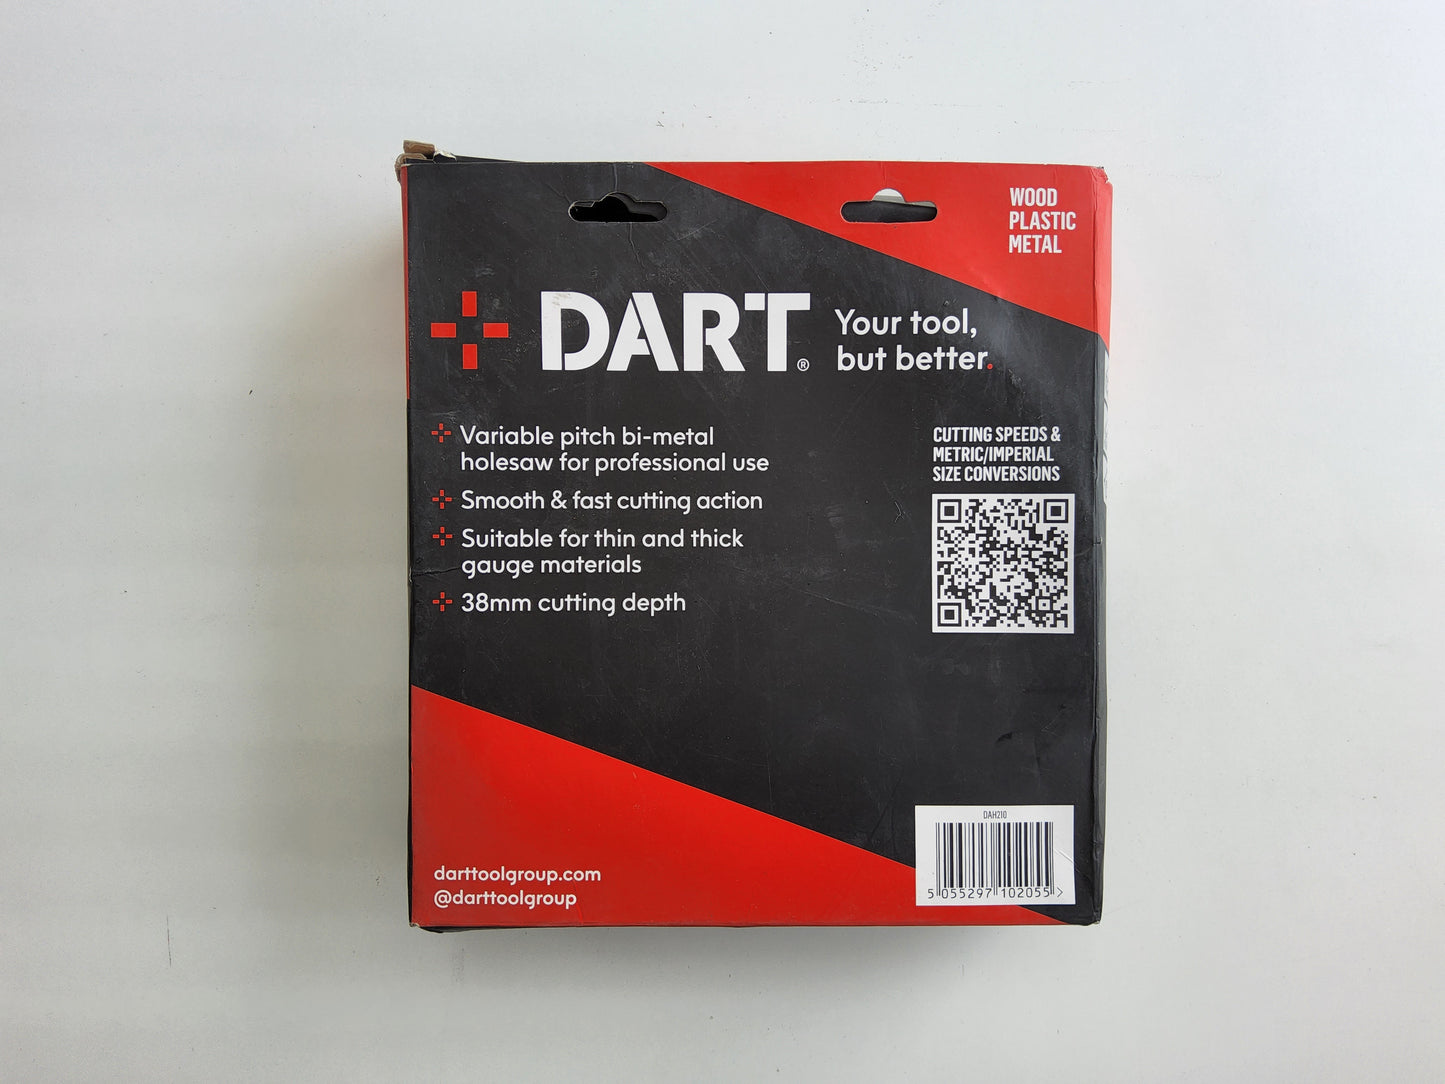 WOOD
PLASTIC
METAL
DART®
Your tool,
but better.
Variable pitch bi-metal
holesaw for professional use
Smooth & fast cutting action
Suitable for thin and thick
gauge materials
38mm cutting depth
CUTTING SPEEDS &
METRIC/IMPERIAL
SIZE CONVERSIONS
DAH210
5 055297 102055 >
darttoolgroup.com
@darttoolgroup